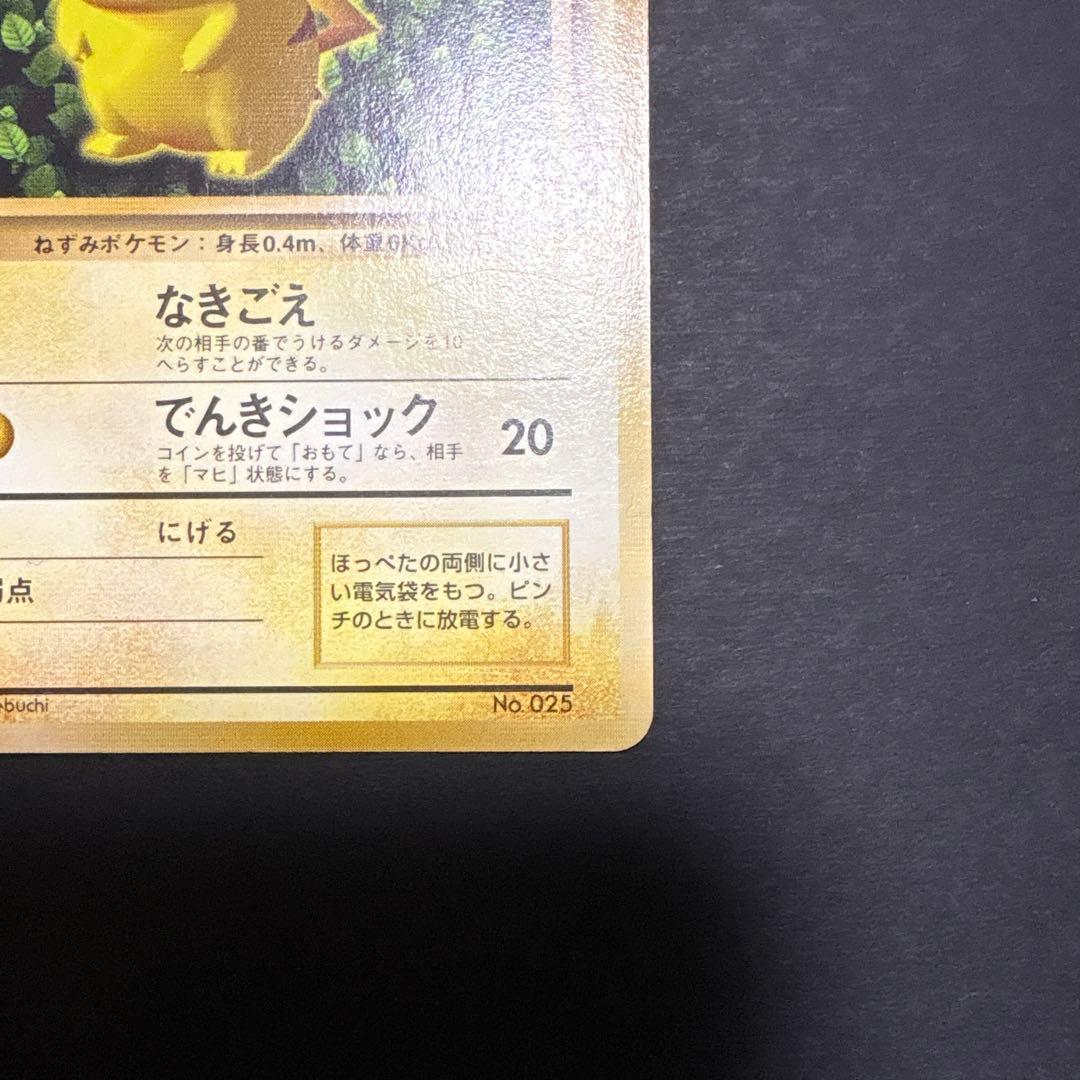 ねずみポケモン：身長0.4m、体重6Kg
なきごえ
次の相手の番でうけるダメージを10
へらすことができる。
でんきショック 20
コインを投げて「おもて」なら、相手
を「マヒ」状態にする。
にげる
弱点
ほっぺたの両側に小さ
い電気袋をもつ。ピン
チのときに放電する。
buchi No. 025